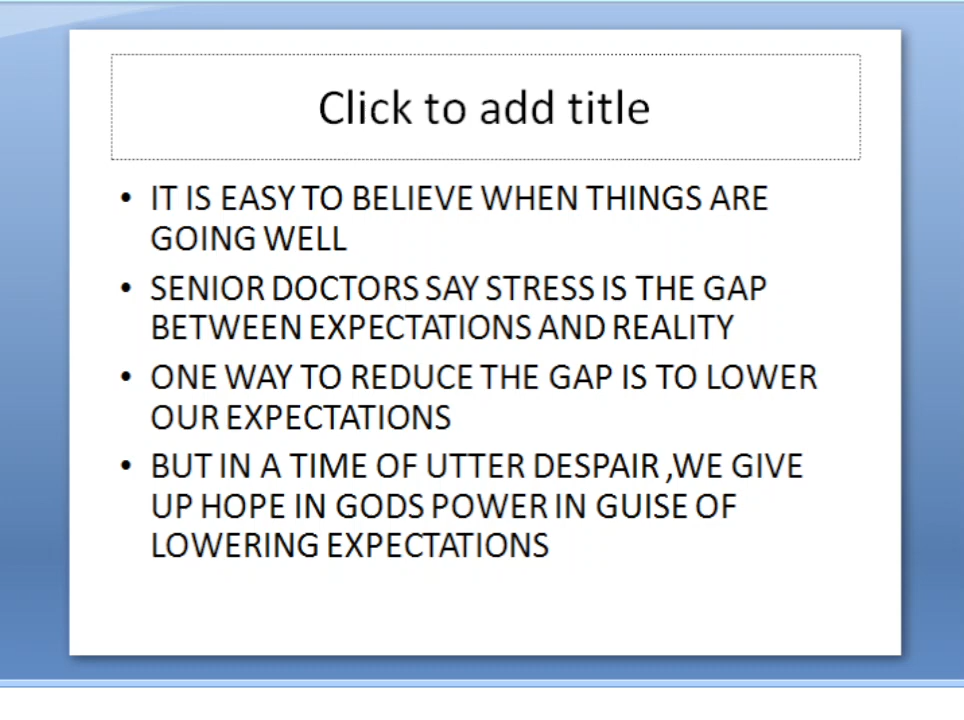 Click to add title
• IT IS EASY TO BELIEVE WHEN THINGS ARE
GOING WELL
• SENIOR DOCTORS SAY STRESS IS THE GAP
BETWEEN EXPECTATIONS AND REALITY
• ONE WAY TO REDUCE THE GAP IS TO LOWER
OUR EXPECTATIONS
• BUT IN A TIME OF UTTER DESPAIR ,WE GIVE
UP HOPE IN GODS POWER IN GUISE OF
LOWERING EXPECTATIONS